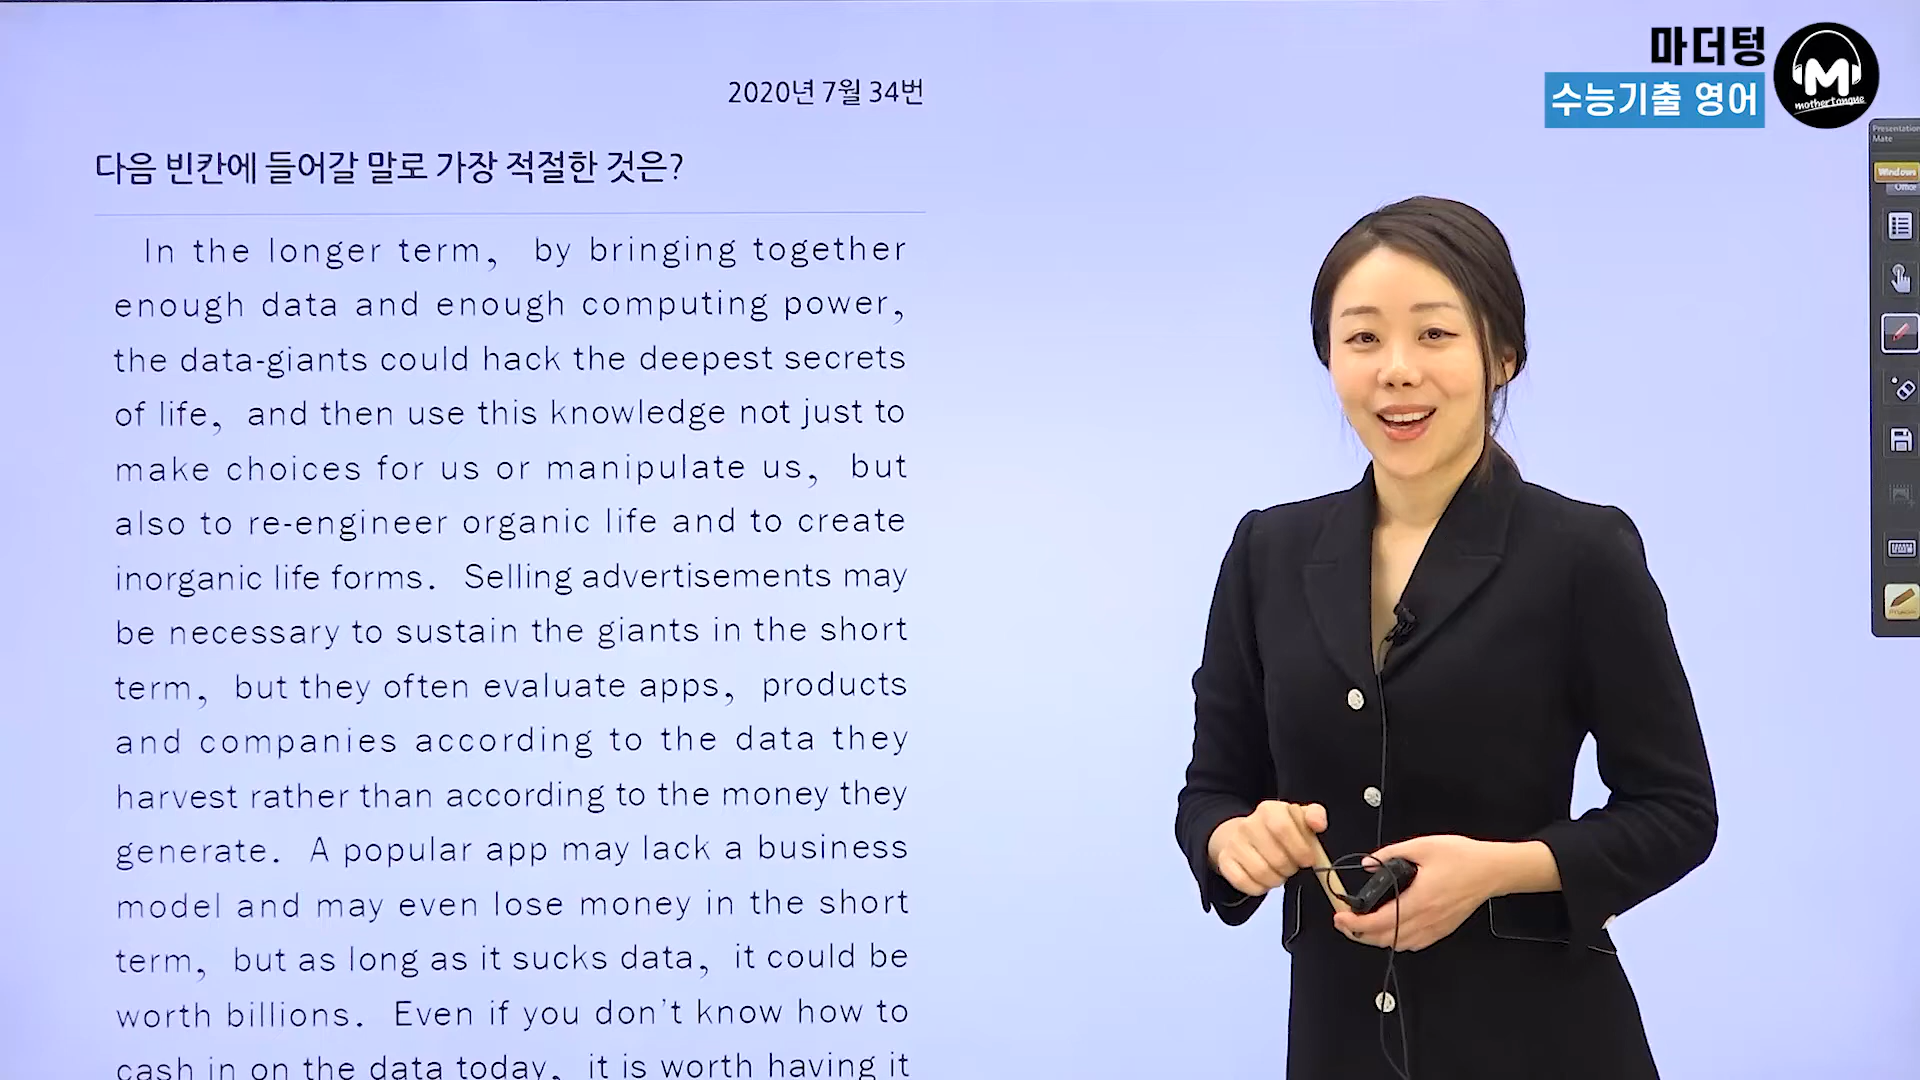 마더텅
수능기출 영어
M
mothertongue
2020년 7월 34번
다음 빈칸에 들어갈 말로 가장 적절한 것은?
In the longer term, by bringing together
enough data and enough computing power,
the data-giants could hack the deepest secrets
of life, and then use this knowledge not just to
make choices for us or manipulate us, but
also to re-engineer organic life and to create
inorganic life forms. Selling advertisements may
be necessary to sustain the giants in the short
term, but they often evaluate apps, products
and companies according to the data they
harvest rather than according to the money they
generate. A popular app may lack a business
model and may even lose money in the short
term, but as long as it sucks data, it could be
worth billions. Even if you don't know how to
cash in on the data today, it is worth having it
Presentation
Mate
Windows
Office